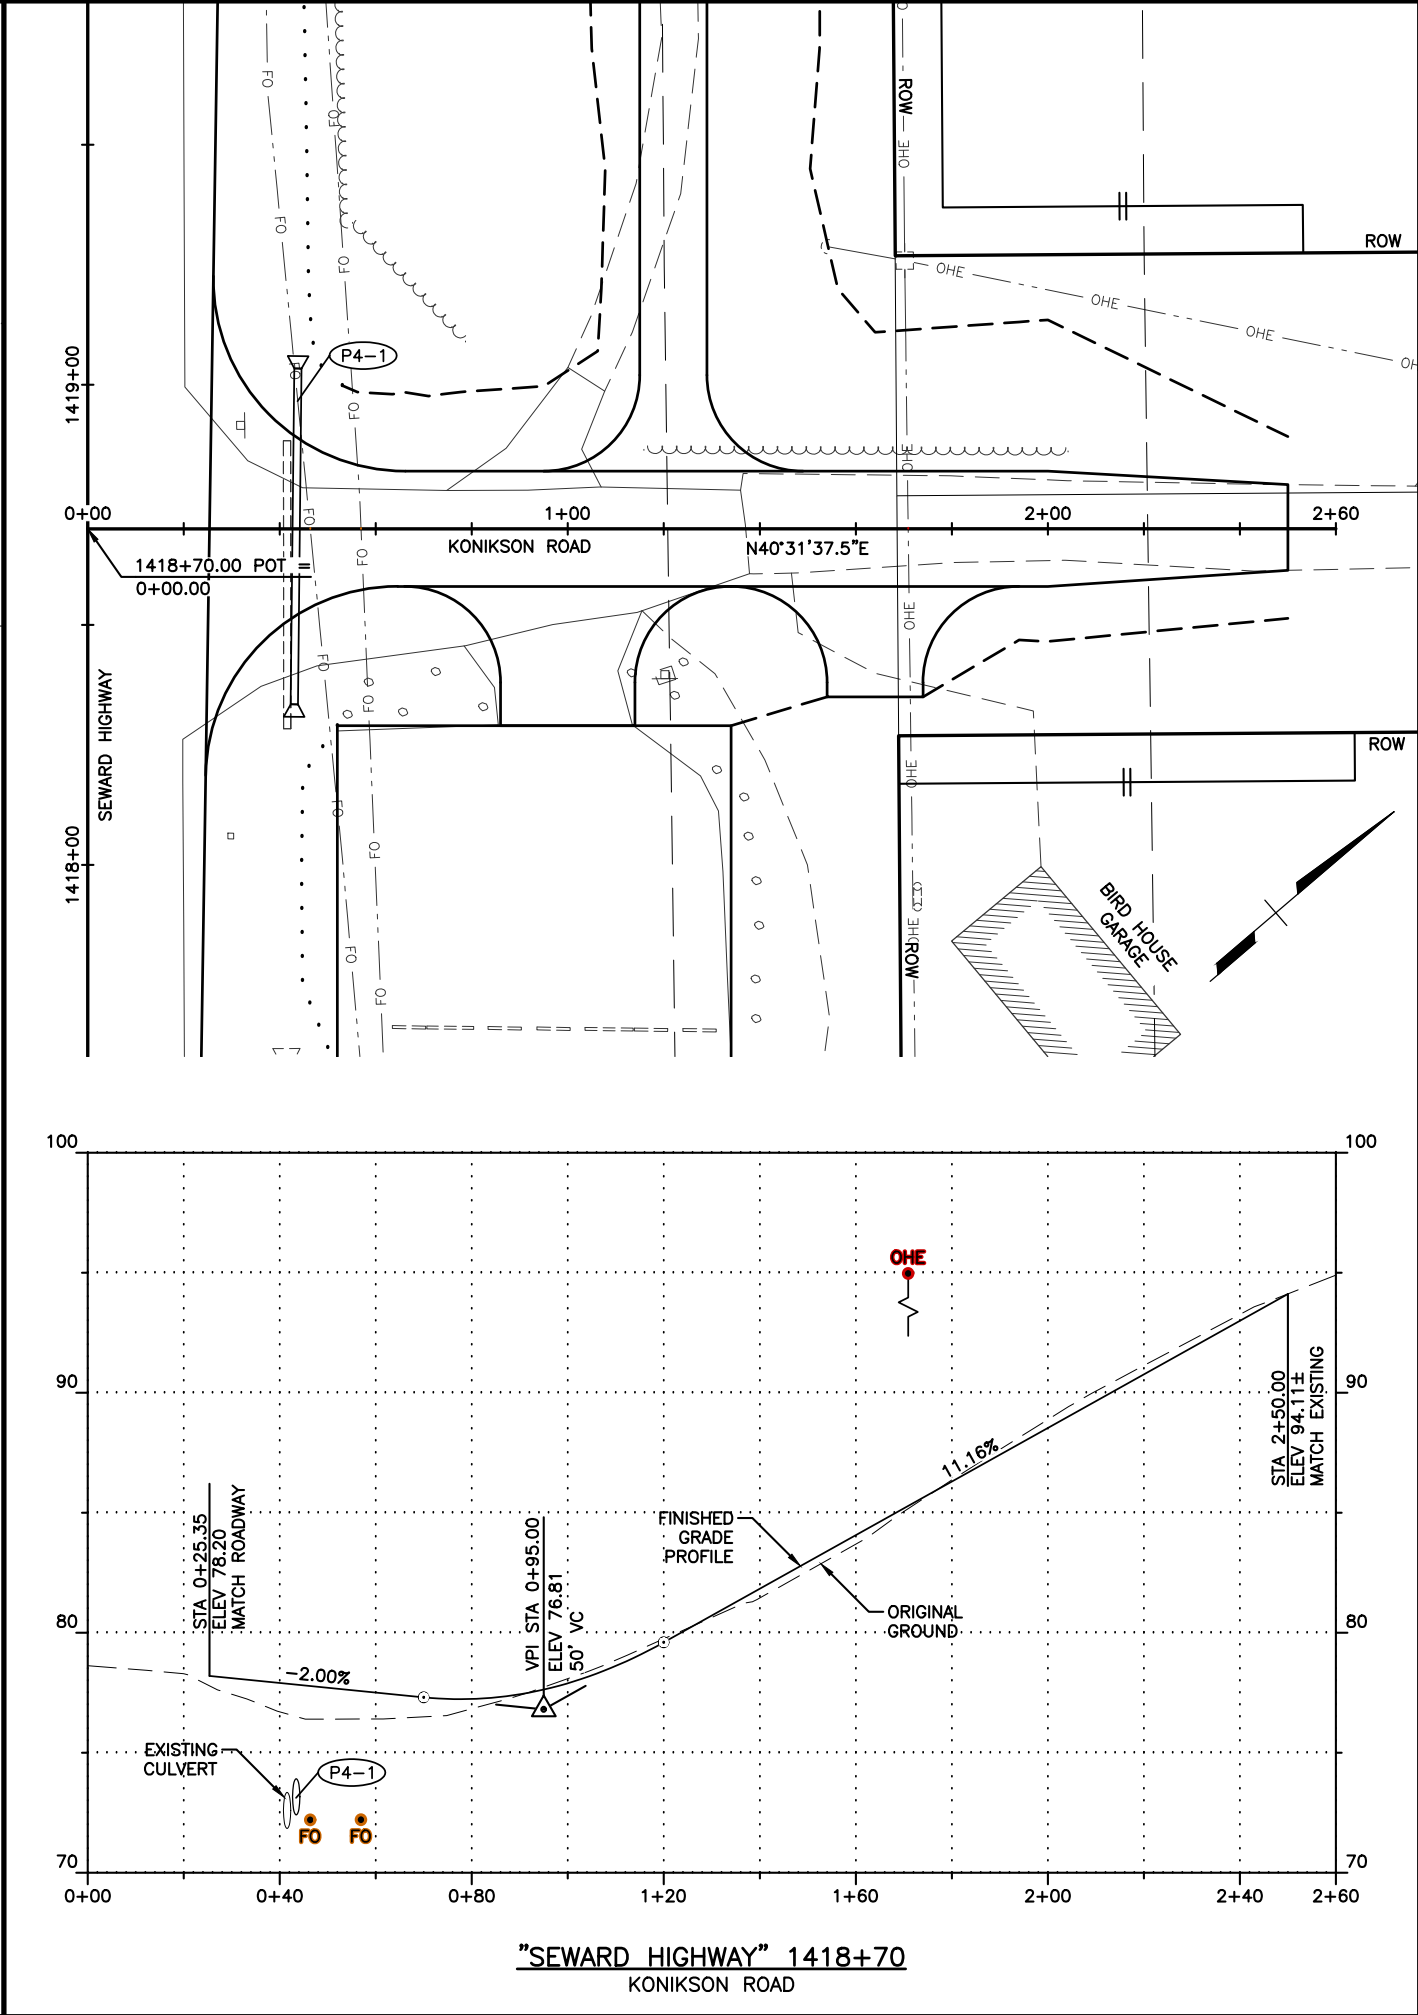 FO
FO
ROW
OHE
FO
FO
ROW
OHE
OHE
OHE
P4-1
1419+00
FO
OHE
FO
0+00
1+00
2+00
2+60
KONIKSON ROAD
N40°31'37.5"E
FO
FO
1418+70.00 POT =
0+00.00
OHE
FO
FO
SEWARD HIGHWAY
ROW
OHE
FO
FO
1418+00
BIRD HOUSE
GARAGE
OHE
ROW
FO
FO
100
100
OHE
90
90
STA 2+50.00
ELEV 94.11±
MATCH EXISTING
11.16%
STA 0+25.35
ELEV 78.20
MATCH ROADWAY
VPI STA 0+95.00
ELEV 76.81
50' VC
FINISHED
GRADE
PROFILE
ORIGINAL
GROUND
80
80
-2.00%
EXISTING
CULVERT
P4-1
FO
FO
70
70
0+00
0+40
0+80
1+20
1+60
2+00
2+40
2+60
"SEWARD HIGHWAY" 1418+70
KONIKSON ROAD